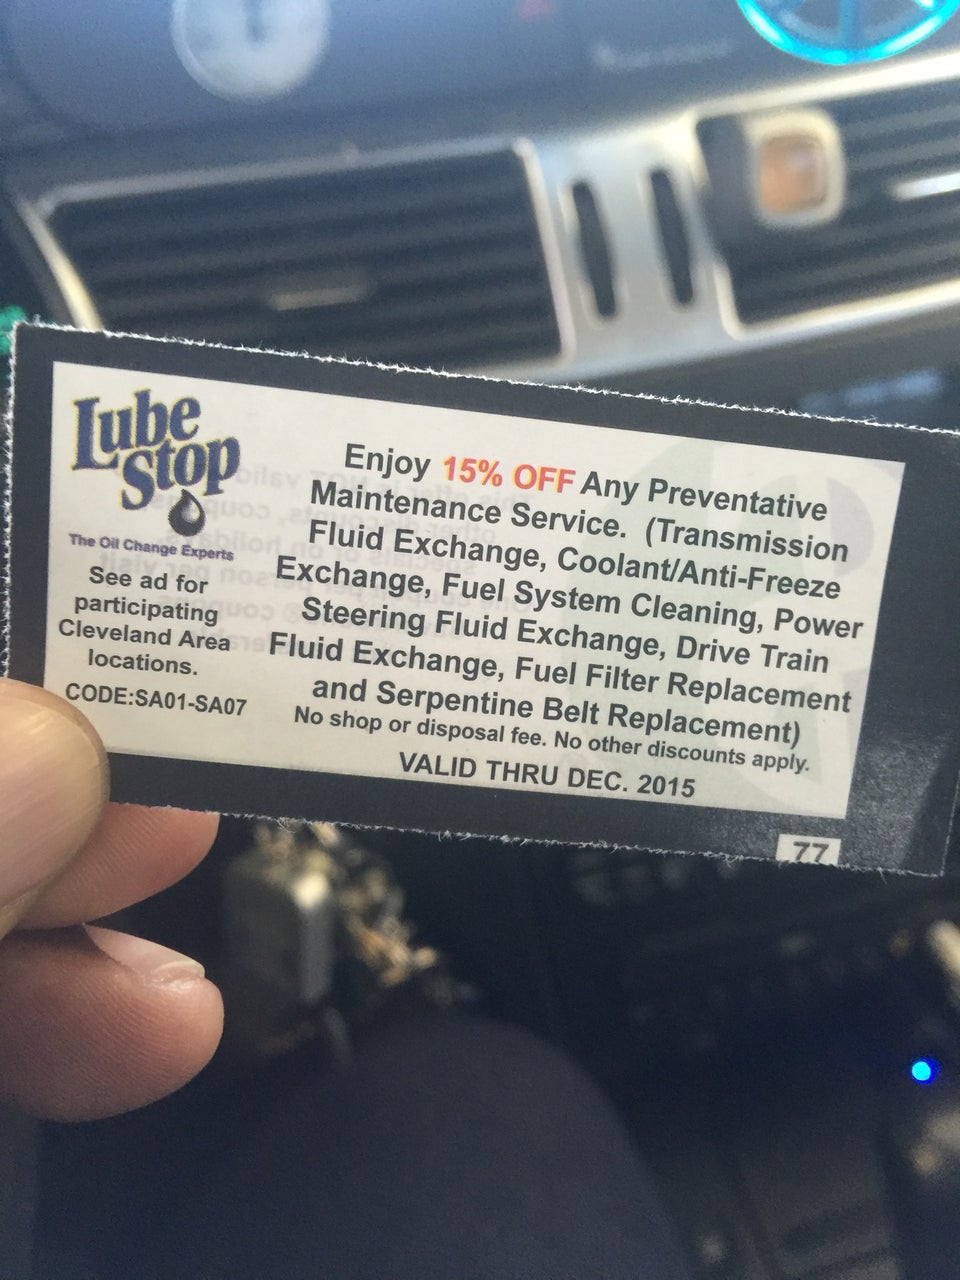 Lube
Stop
The Oil Change Experts
See ad for
participating
Cleveland Area
locations.
CODE:SA01-SA07
Enjoy 15% OFF Any Preventative
Maintenance Service. (Transmission
Fluid Exchange, Coolant/Anti-Freeze
Exchange, Fuel System Cleaning, Power
Steering Fluid Exchange, Drive Train
Fluid Exchange, Fuel Filter Replacement
and Serpentine Belt Replacement)
No shop or disposal fee. No other discounts apply.
VALID THRU DEC. 2015
77